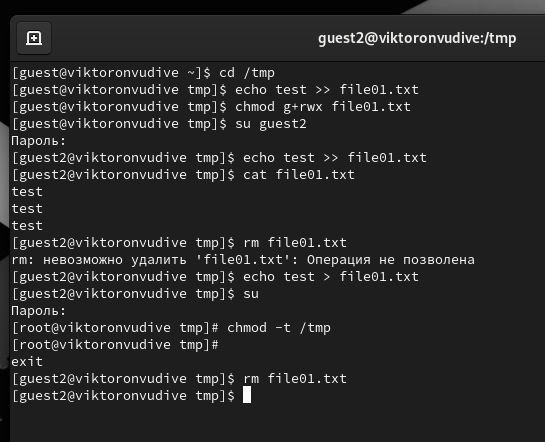 guest2@viktoronvudive:/tmp
[guest@viktoronvudive ~]$ cd /tmp
[guest@viktoronvudive tmp]$ echo test >> file01.txt
[guest@viktoronvudive tmp]$ chmod g+rwx file01.txt
[guest@viktoronvudive tmp]$ su guest2
Пароль:
[guest2@viktoronvudive tmp]$ echo test >> file01.txt
[guest2@viktoronvudive tmp]$ cat file01.txt
test
test
test
[guest2@viktoronvudive tmp]$ rm file01.txt
rm: невозможно удалить 'file01.txt': Операция не позволена
[guest2@viktoronvudive tmp]$ echo test > file01.txt
[guest2@viktoronvudive tmp]$ su
Пароль:
[root@viktoronvudive tmp]# chmod -t /tmp
[root@viktoronvudive tmp]#
exit
[guest2@viktoronvudive tmp]$ rm file01.txt
[guest2@viktoronvudive tmp]$